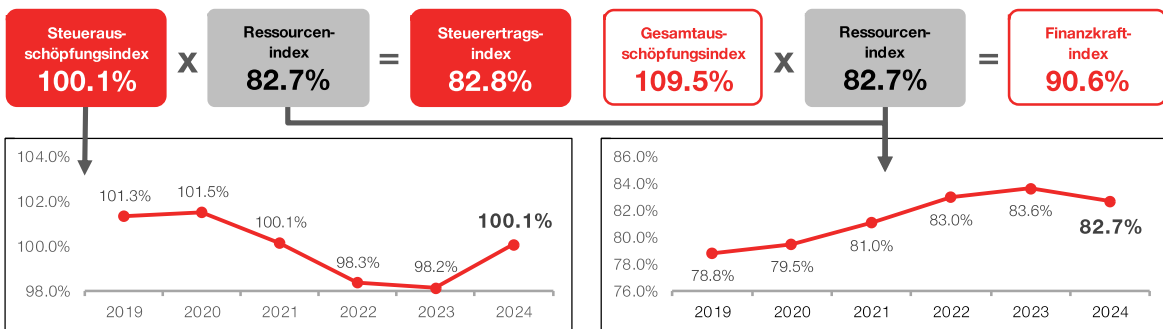 Steueraus-
schöpfungsindex
100.1%
x
Ressourcen-
index
82.7%
=
Steuerertrags-
index
82.8%
Gesamtaus-
schöpfungsindex
109.5%
x
Ressourcen-
index
82.7%
=
Finanzkraft-
index
90.6%
104.0%
102.0%
100.0%
98.0%
101.3%
101.5%
100.1%
98.3%
98.2%
100.1%
2019 2020 2021 2022 2023 2024
86.0%
84.0%
82.0%
80.0%
78.0%
76.0%
78.8%
79.5%
81.0%
83.0%
83.6%
82.7%
2019 2020 2021 2022 2023 2024